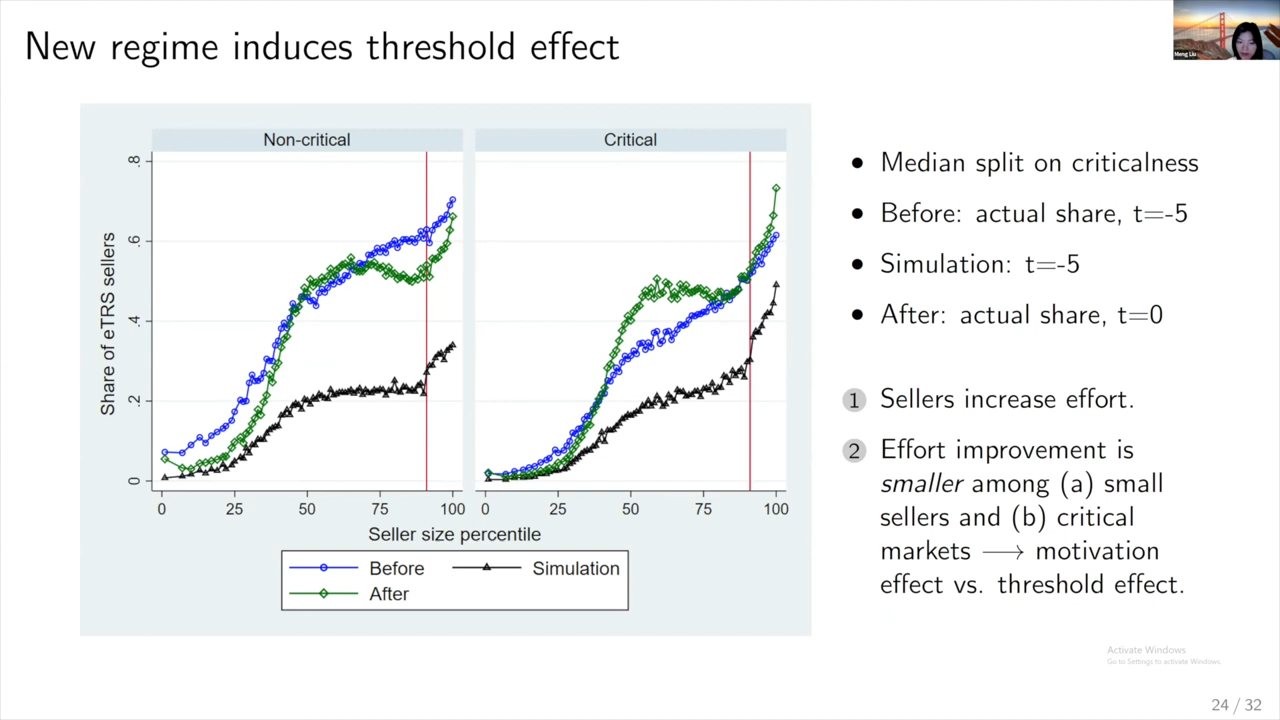 New regime induces threshold effect
Meng Liu
Non-critical
Critical
Share of eTRS sellers
.8
.6
.4
.2
0
0 25 50 75 100
0 25 50 75 100
Seller size percentile
Before
Simulation
After
● Median split on criticalness
● Before: actual share, t=-5
● Simulation: t=-5
● After: actual share, t=0
1 Sellers increase effort.
2 Effort improvement is
smaller among (a) small
sellers and (b) critical
markets ⟶ motivation
effect vs. threshold effect.
Activate Windows
Go to Settings to activate Windows.
24 / 32